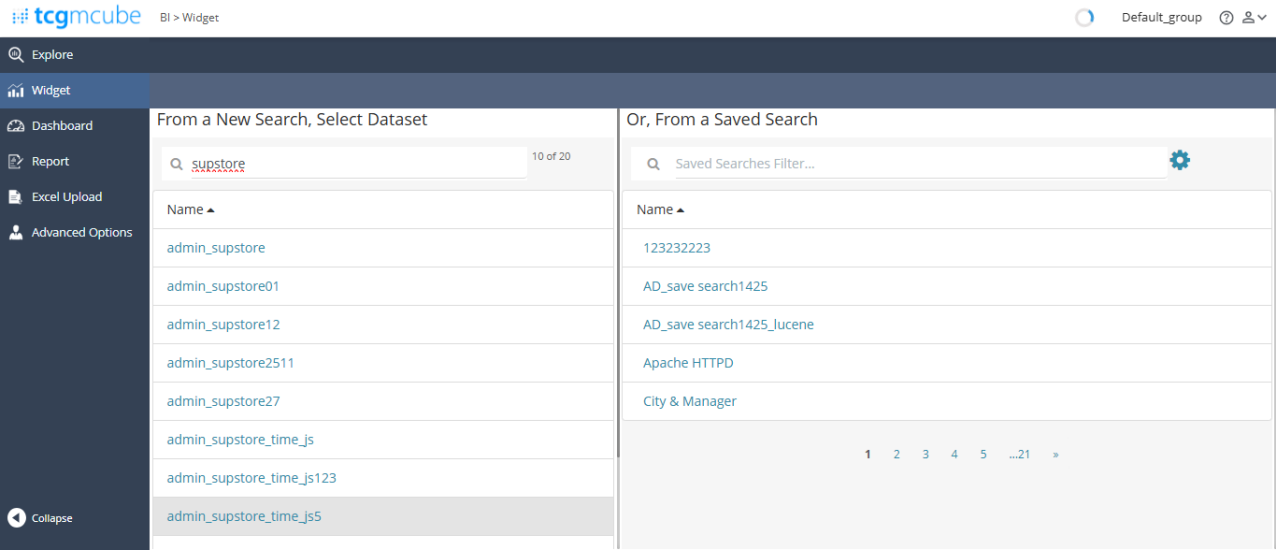 tcgmcube
BI > Widget
Default_group
Explore
Widget
Dashboard
Report
Excel Upload
Advanced Options
Collapse
From a New Search, Select Dataset
supstore
10 of 20
Name
admin_supstore
admin_supstore01
admin_supstore12
admin_supstore2511
admin_supstore27
admin_supstore_time_js
admin_supstore_time_js123
admin_supstore_time_js5
Or, From a Saved Search
Saved Searches Filter...
Name
123232223
AD_save search1425
AD_save search1425_lucene
Apache HTTPD
City & Manager
1 2 3 4 5 ...21 »